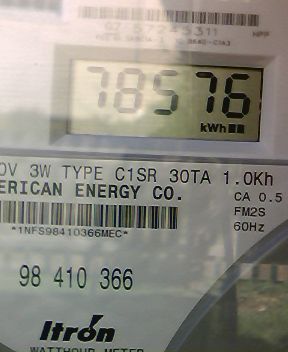 78576
kWh
0V 3W TYPE C1SR 30TA 1.0Kh
ERICAN ENERGY CO.
CA 0.5
FM2S
60Hz
*1NFS98410366MEC*
98 410 366
Itron
WATTHOUR METER